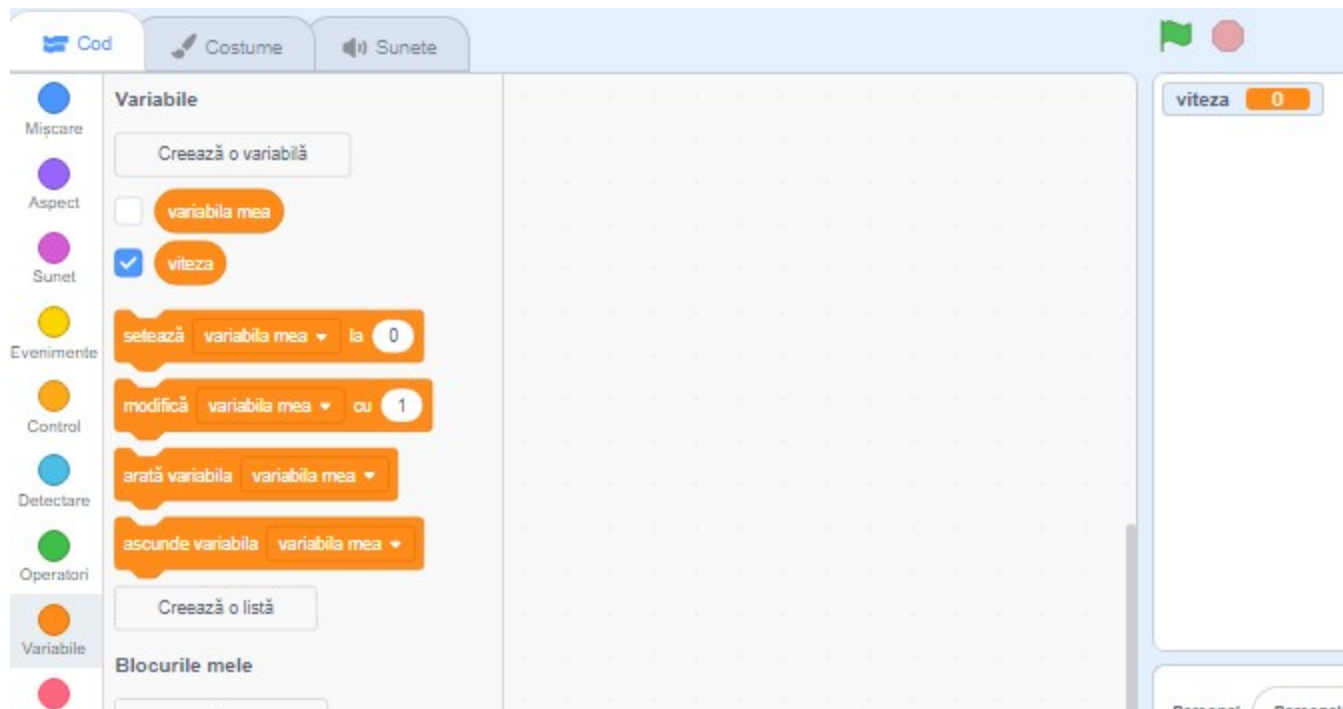 Cod
Costume
Sunete
Mișcare
Aspect
Sunet
Evenimente
Control
Detectare
Operatori
Variabile
Variabile
Creează o variabilă
variabila mea
viteza
setează variabila mea la 0
modifică variabila mea cu 1
arată variabila variabila mea
ascunde variabila variabila mea
Creează o listă
Blocurile mele
viteza 0